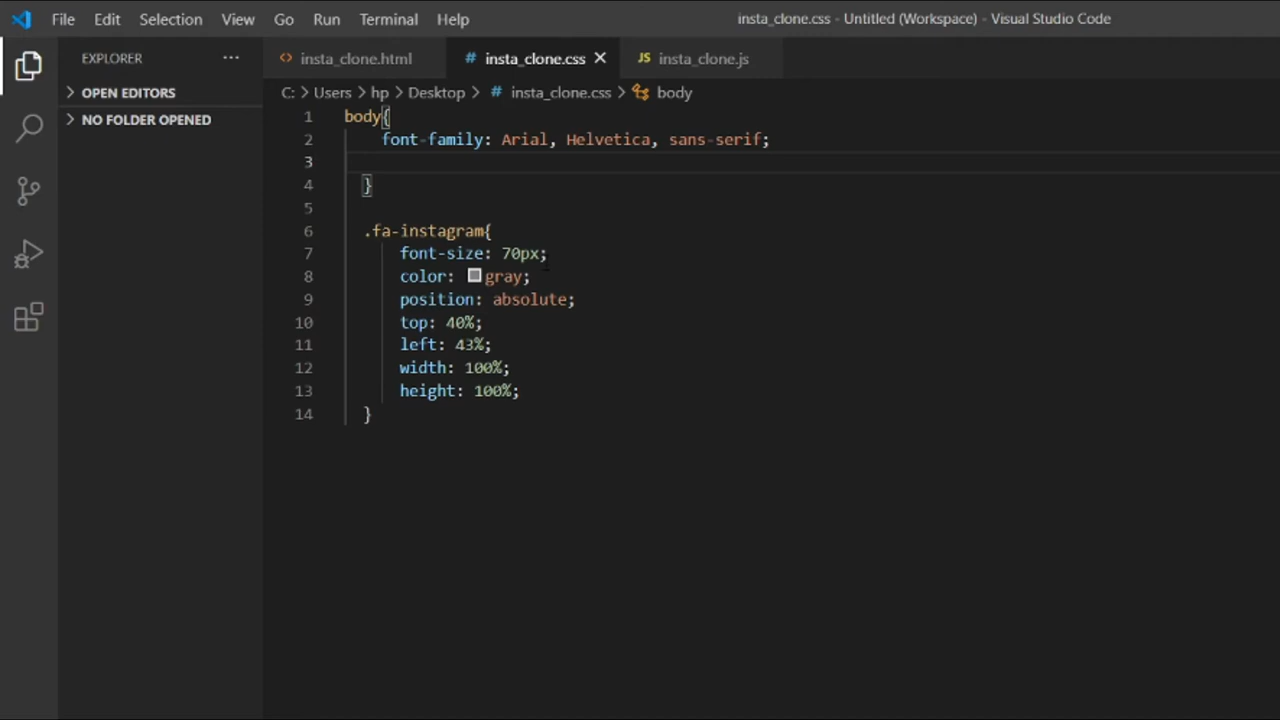 File Edit Selection View Go Run Terminal Help
insta_clone.css - Untitled (Workspace) - Visual Studio Code
EXPLORER ···
<> insta_clone.html
# insta_clone.css ×
JS insta_clone.js
OPEN EDITORS
NO FOLDER OPENED
C: > Users > hp > Desktop > # insta_clone.css > body
1 body{
2 font-family: Arial, Helvetica, sans-serif;
3
4 }
5
6 .fa-instagram{
7 font-size: 70px;
8 color: gray;
9 position: absolute;
10 top: 40%;
11 left: 43%;
12 width: 100%;
13 height: 100%;
14 }